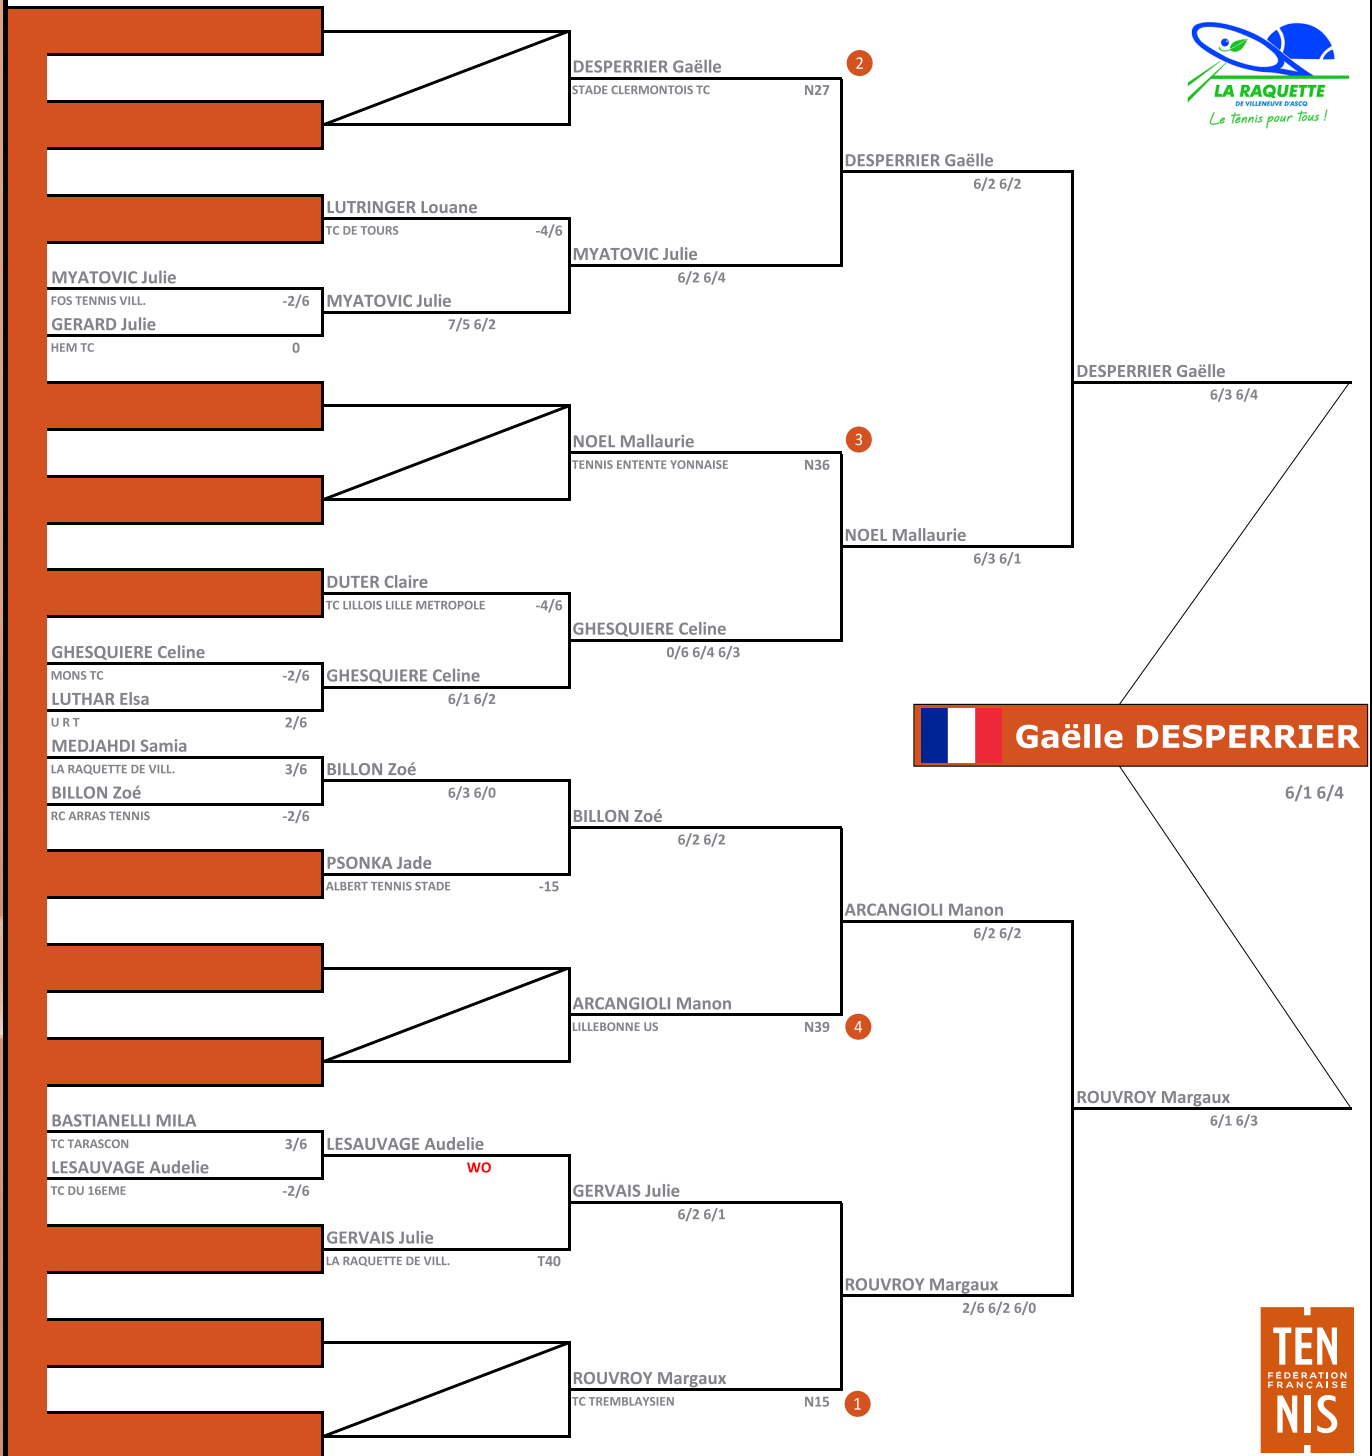 DESPERRIER Gaëlle
2
STADE CLERMONTOIS TC N27
LA RAQUETTE
DE VILLENEUVE D'ASCQ
Le tennis pour tous !
DESPERRIER Gaëlle
6/2 6/2
LUTRINGER Louane
TC DE TOURS -4/6
MYATOVIC Julie
6/2 6/4
MYATOVIC Julie
FOS TENNIS VILL. -2/6
MYATOVIC Julie
7/5 6/2
GERARD Julie
HEM TC 0
DESPERRIER Gaëlle
6/3 6/4
NOEL Mallaurie
3
TENNIS ENTENTE YONNAISE N36
NOEL Mallaurie
6/3 6/1
DUTER Claire
TC LILLOIS LILLE METROPOLE -4/6
GHESQUIERE Celine
0/6 6/4 6/3
GHESQUIERE Celine
MONS TC -2/6
GHESQUIERE Celine
6/1 6/2
LUTHAR Elsa
U R T 2/6
Gaëlle DESPERRIER
6/1 6/4
MEDJAHDI Samia
LA RAQUETTE DE VILL. 3/6
BILLON Zoé
6/3 6/0
BILLON Zoé
RC ARRAS TENNIS -2/6
BILLON Zoé
6/2 6/2
PSONKA Jade
ALBERT TENNIS STADE -15
ARCANGIOLI Manon
6/2 6/2
ARCANGIOLI Manon
LILLEBONNE US N39
4
ROUVROY Margaux
6/1 6/3
BASTIANELLI MILA
TC TARASCON 3/6
LESAUVAGE Audelie
WO
LESAUVAGE Audelie
TC DU 16EME -2/6
GERVAIS Julie
6/2 6/1
GERVAIS Julie
LA RAQUETTE DE VILL. T40
ROUVROY Margaux
2/6 6/2 6/0
ROUVROY Margaux
TC TREMBLAYSIEN N15
1
TEN
FÉDÉRATION
FRANÇAISE
NIS